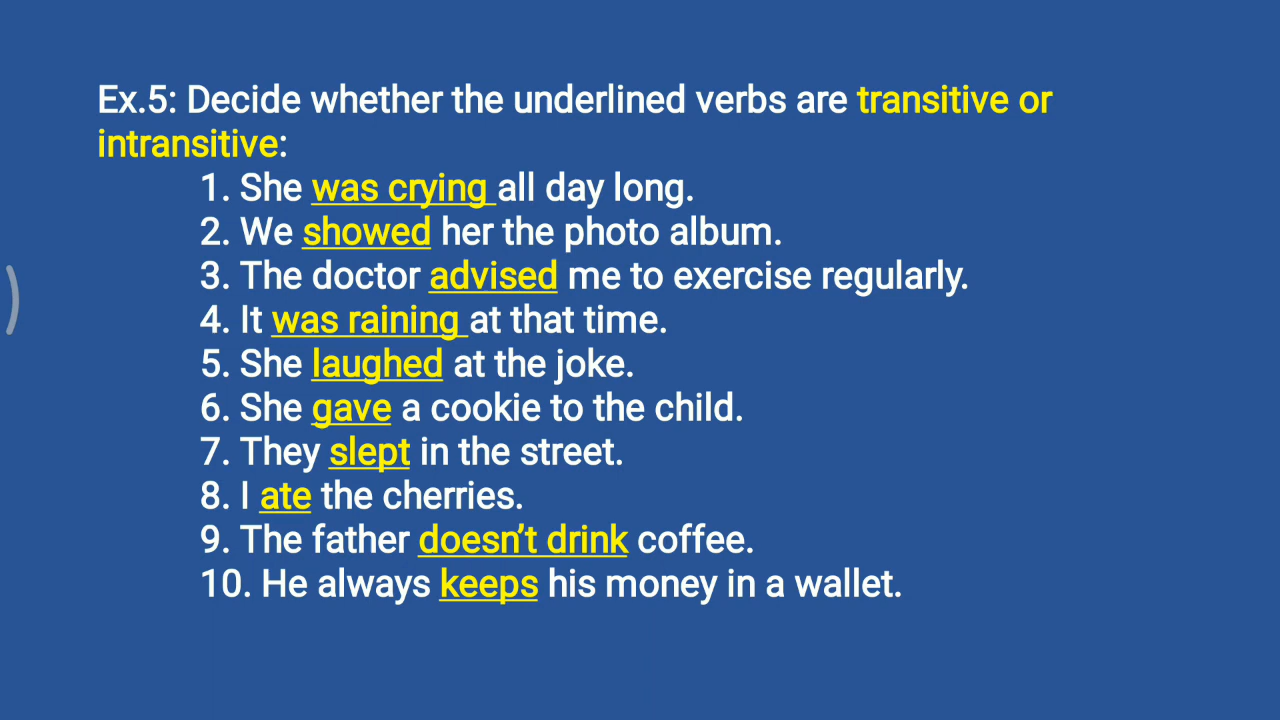 Ex.5: Decide whether the underlined verbs are transitive or
intransitive:
1. She was crying all day long.
2. We showed her the photo album.
3. The doctor advised me to exercise regularly.
4. It was raining at that time.
5. She laughed at the joke.
6. She gave a cookie to the child.
7. They slept in the street.
8. I ate the cherries.
9. The father doesn’t drink coffee.
10. He always keeps his money in a wallet.